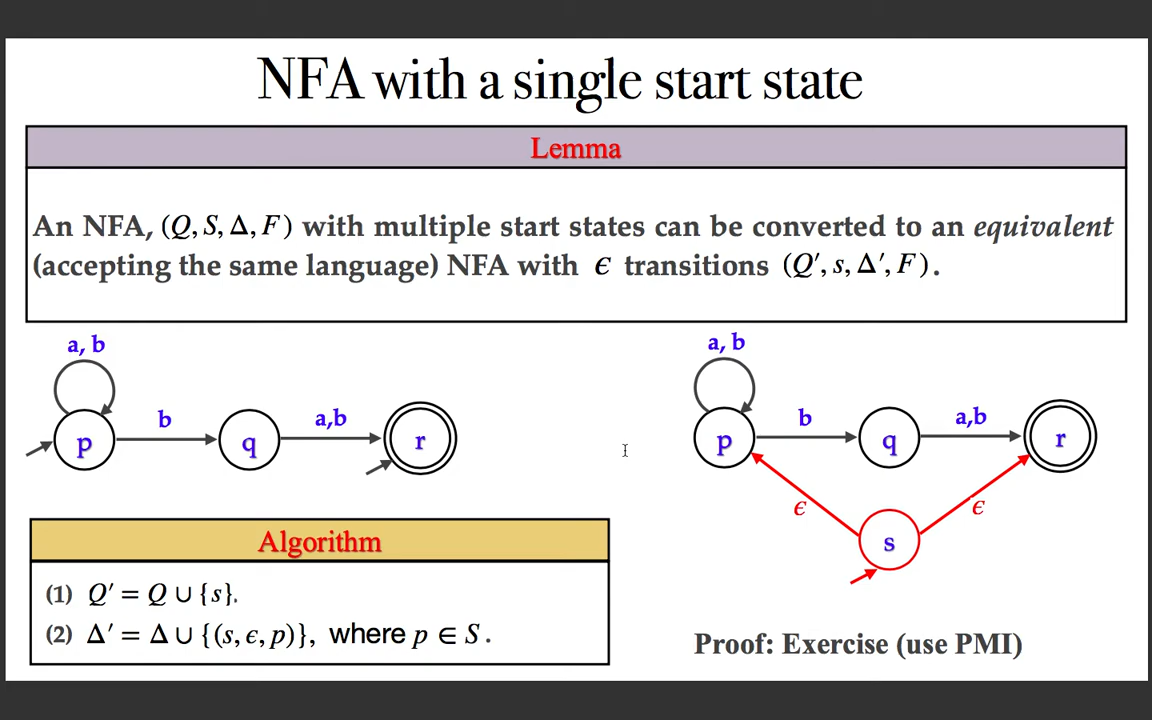 NFA with a single start state
Lemma
An NFA, (Q, S, Δ, F) with multiple start states can be converted to an equivalent
(accepting the same language) NFA with ϵ transitions (Q′, s, Δ′, F).
a, b
p
b
q
a,b
r
a, b
p
b
q
a,b
r
ϵ
ϵ
s
Algorithm
(1) Q′ = Q ∪ {s}.
(2) Δ′ = Δ ∪ {(s, ϵ, p)}, where p ∈ S .
Proof: Exercise (use PMI)